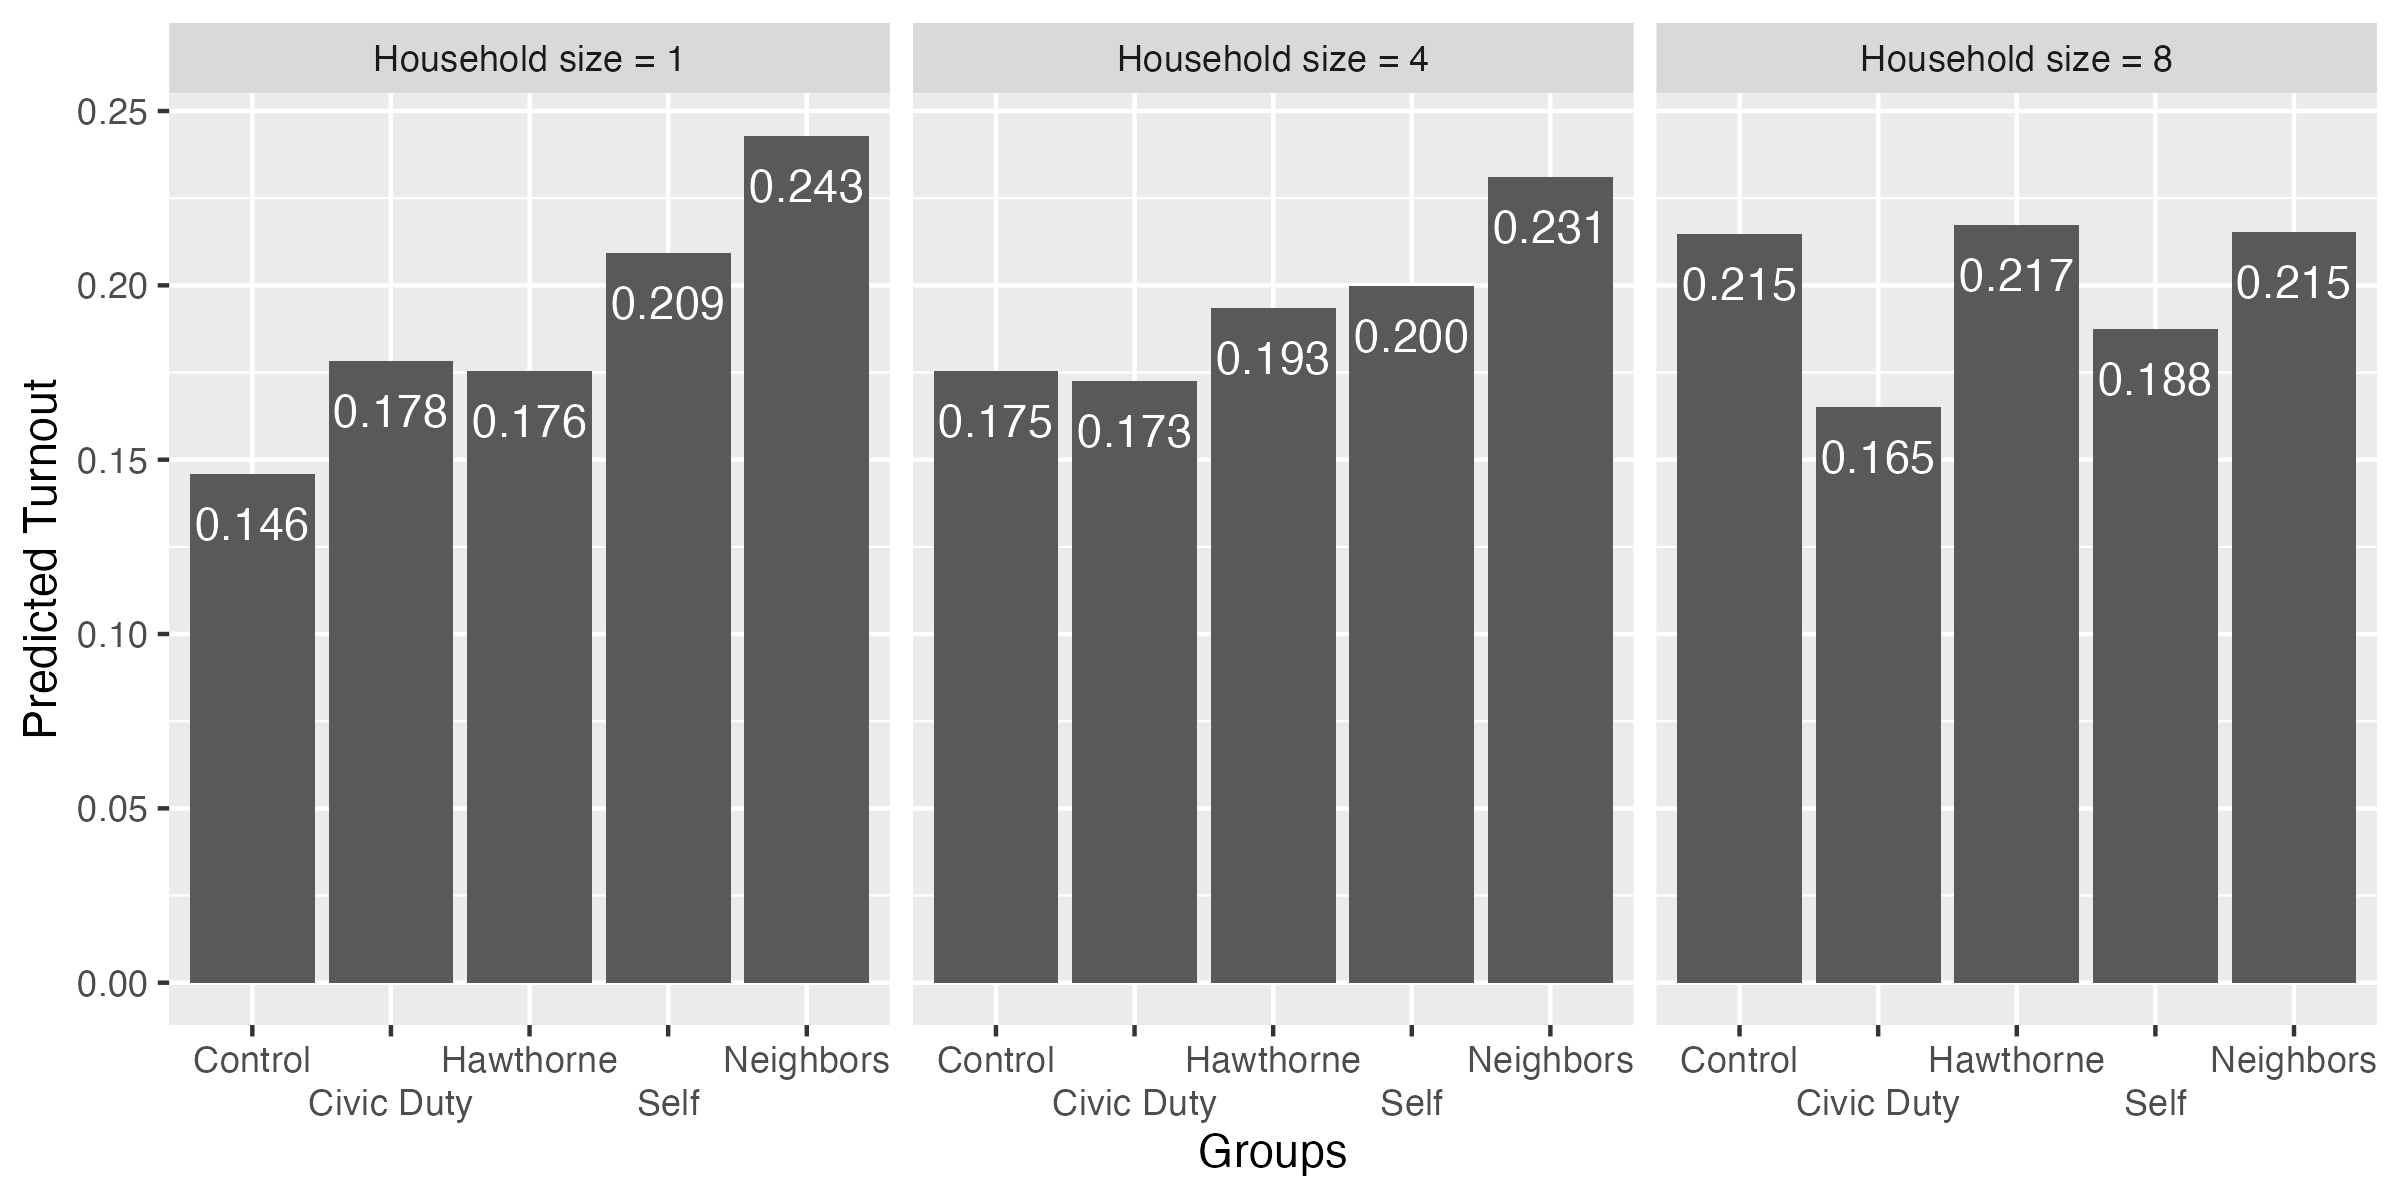 Household size = 1
Household size = 4
Household size = 8
Predicted Turnout
0.25
0.20
0.15
0.10
0.05
0.00
0.146
0.178
0.176
0.209
0.243
0.175
0.173
0.193
0.200
0.231
0.215
0.165
0.217
0.188
0.215
Control
Civic Duty
Hawthorne
Self
Neighbors
Control
Civic Duty
Hawthorne
Self
Neighbors
Control
Civic Duty
Hawthorne
Self
Neighbors
Groups